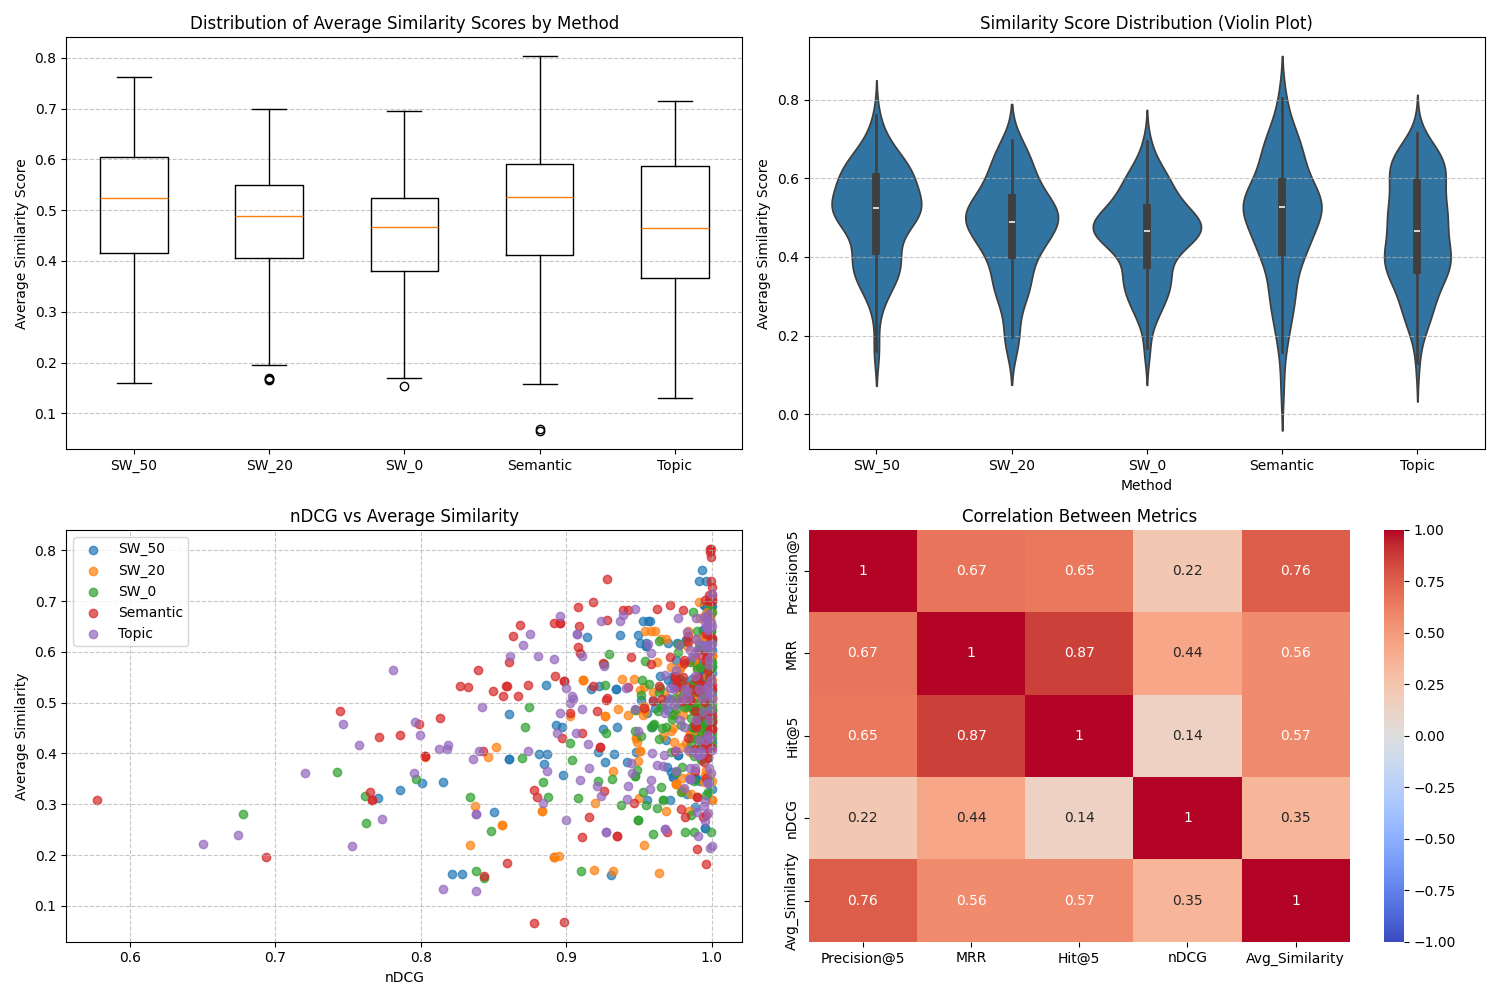 Distribution of Average Similarity Scores by Method
Average Similarity Score
0.8
0.7
0.6
0.5
0.4
0.3
0.2
0.1
SW_50 SW_20 SW_0 Semantic Topic
Similarity Score Distribution (Violin Plot)
Average Similarity Score
0.8
0.6
0.4
0.2
0.0
SW_50 SW_20 SW_0 Semantic Topic
Method
nDCG vs Average Similarity
Average Similarity
0.8
0.7
0.6
0.5
0.4
0.3
0.2
0.1
SW_50
SW_20
SW_0
Semantic
Topic
0.6 0.7 0.8 0.9 1.0
nDCG
Correlation Between Metrics
Precision@5
1 0.67 0.65 0.22 0.76
MRR
0.67 1 0.87 0.44 0.56
Hit@5
0.65 0.87 1 0.14 0.57
nDCG
0.22 0.44 0.14 1 0.35
Avg_Similarity
0.76 0.56 0.57 0.35 1
Precision@5 MRR Hit@5 nDCG Avg_Similarity
1.00
0.75
0.50
0.25
0.00
−0.25
−0.50
−0.75
−1.00